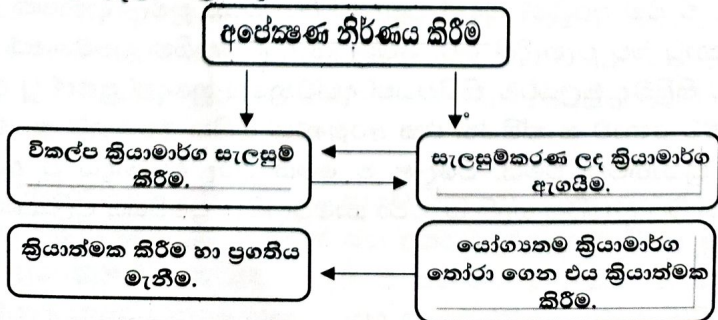 අපේක්ෂණ නිර්ණය කිරීම
විකල්ප ක්‍රියාමාර්ග සැලසුම්
කිරීම.
සැලසුම්කරණ ලද ක්‍රියාමාර්ග
ඇගයීම.
ක්‍රියාත්මක කිරීම හා ප්‍රගතිය
මැනීම.
යෝග්‍යතම ක්‍රියාමාර්ග
තෝරා ගෙන එය ක්‍රියාත්මක
කිරීම.